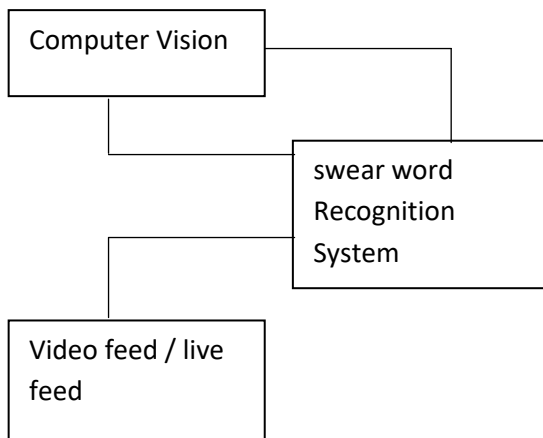 Computer Vision
swear word
Recognition
System
Video feed / live
feed